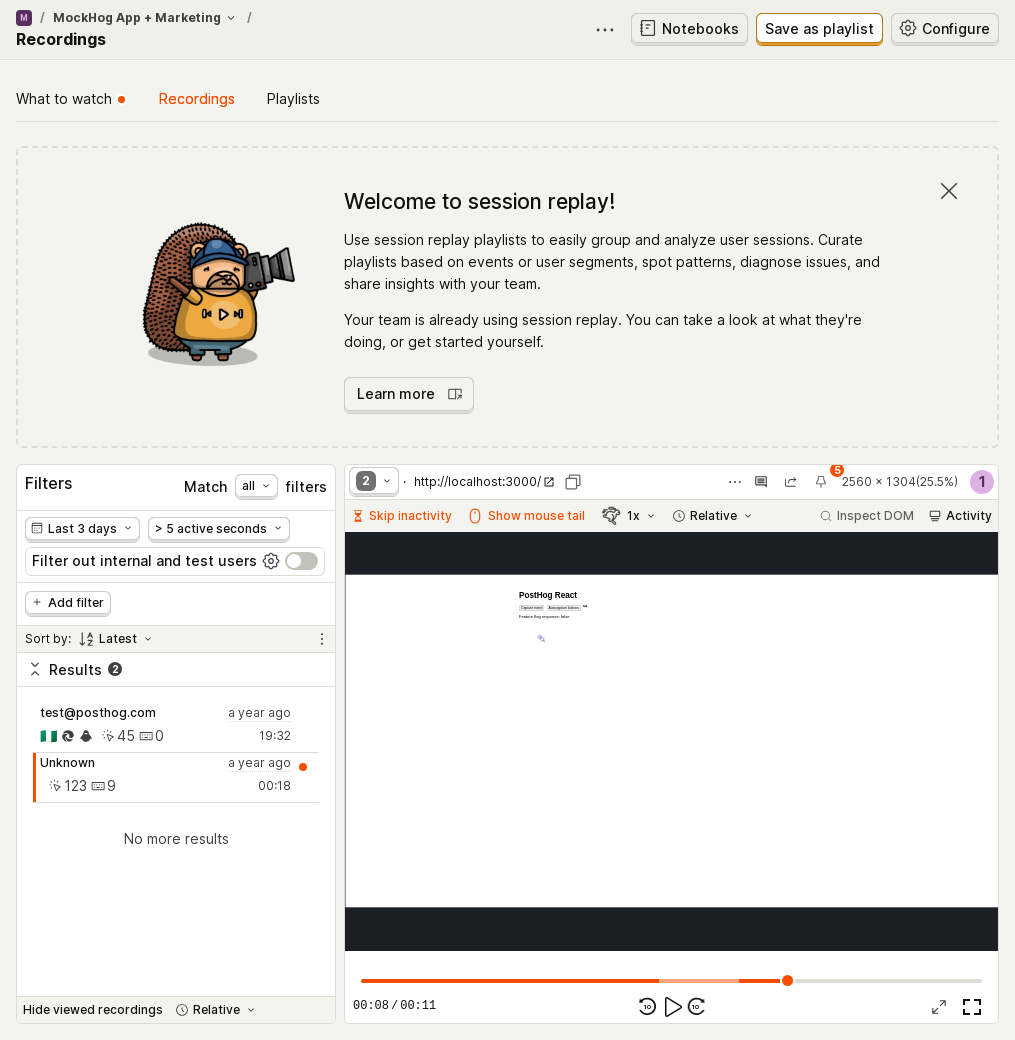 M / MockHog App + Marketing /
Recordings
Notebooks
Save as playlist
Configure
What to watch
Recordings
Playlists
Welcome to session replay!
Use session replay playlists to easily group and analyze user sessions. Curate
playlists based on events or user segments, spot patterns, diagnose issues, and
share insights with your team.
Your team is already using session replay. You can take a look at what they're
doing, or get started yourself.
Learn more
Filters
Match all filters
Last 3 days
> 5 active seconds
Filter out internal and test users
+ Add filter
Sort by: Latest
Results 2
test@posthog.com a year ago
45 0 19:32
Unknown a year ago
123 9 00:18
No more results
Hide viewed recordings Relative
2 · http://localhost:3000/
5
2560 × 1304(25.5%)
1
Skip inactivity
Show mouse tail
1x
Relative
Inspect DOM
Activity
PostHog React
Capture event
Autocapture buttons
Feature flag response: false
00:08 / 00:11
10
10